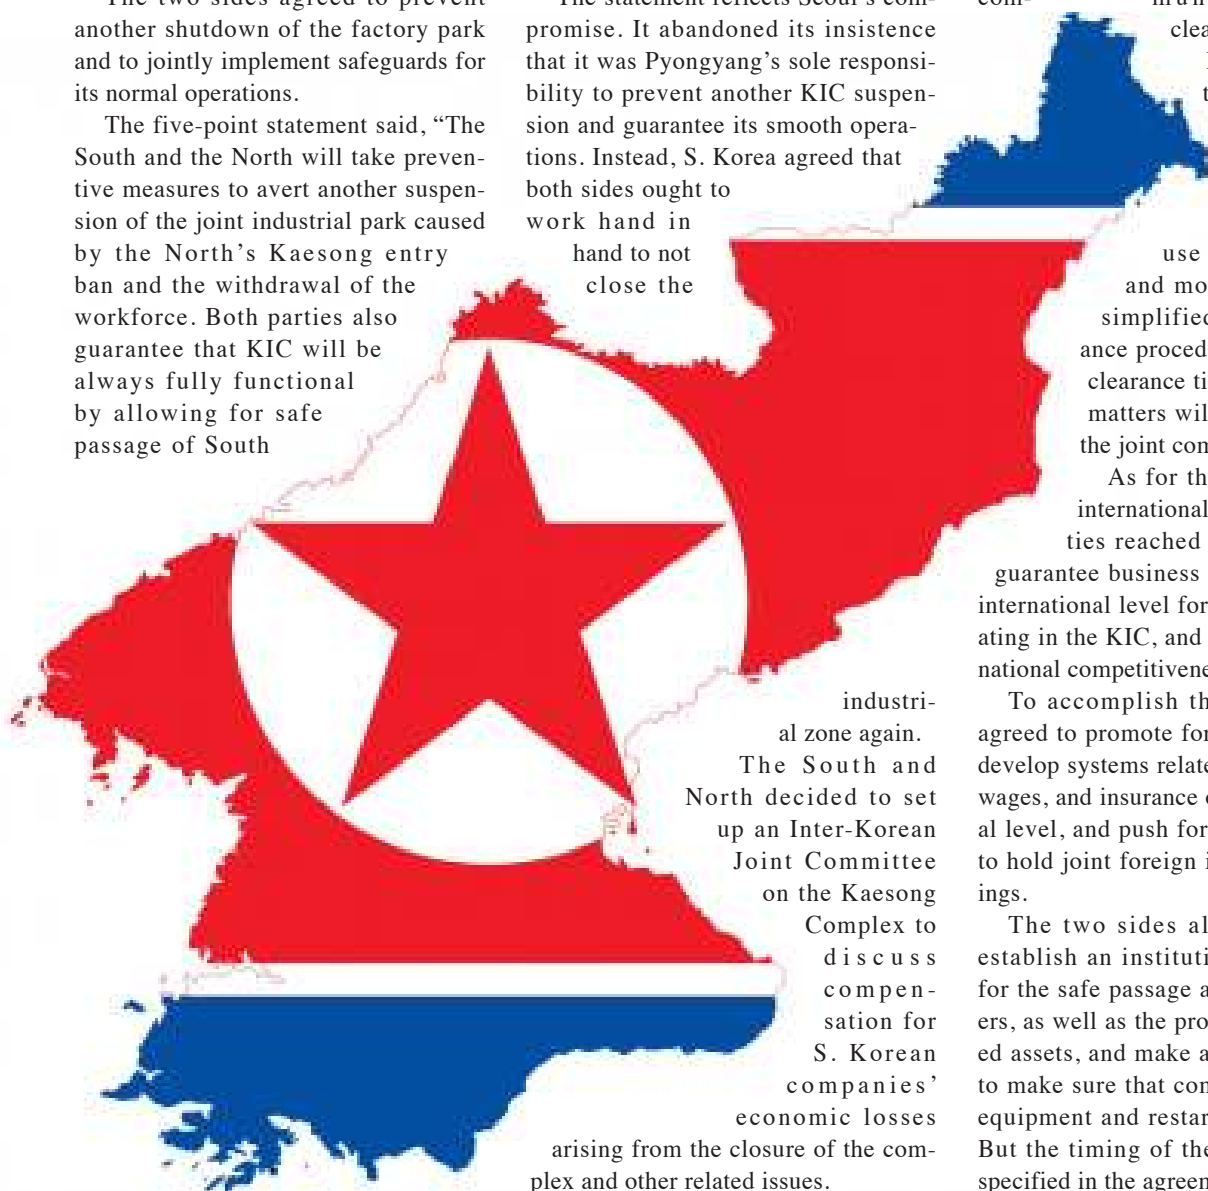 The two sides agreed to prevent
another shutdown of the factory park
and to jointly implement safeguards for
its normal operations.
The five-point statement said, “The
South and the North will take preven-
tive measures to avert another suspen-
sion of the joint industrial park caused
by the North’s Kaesong entry
ban and the withdrawal of the
workforce. Both parties also
guarantee that KIC will be
always fully functional
by allowing for safe
passage of South
The statement reflects Seoul’s com-
promise. It abandoned its insistence
that it was Pyongyang’s sole responsi-
bility to prevent another KIC suspen-
sion and guarantee its smooth opera-
tions. Instead, S. Korea agreed that
both sides ought to
work hand in
hand to not
close the
industri-
al zone again.
The South and
North decided to set
up an Inter-Korean
Joint Committee
on the Kaesong
Complex to
discuss
compen-
sation for
S. Korean
companies’
economic losses
arising from the closure of the com-
plex and other related issues.
com-
clea
use
and mo
simplified
ance proced
clearance ti
matters wil
the joint com
As for th
international
ties reached
guarantee business
international level for
ating in the KIC, and
national competitivene
To accomplish th
agreed to promote for
develop systems relate
wages, and insurance
al level, and push for
to hold joint foreign i
ings.
The two sides al
establish an instituti
for the safe passage a
ers, as well as the pro
ed assets, and make a
to make sure that con
equipment and restar
But the timing of the
specified in the agreen